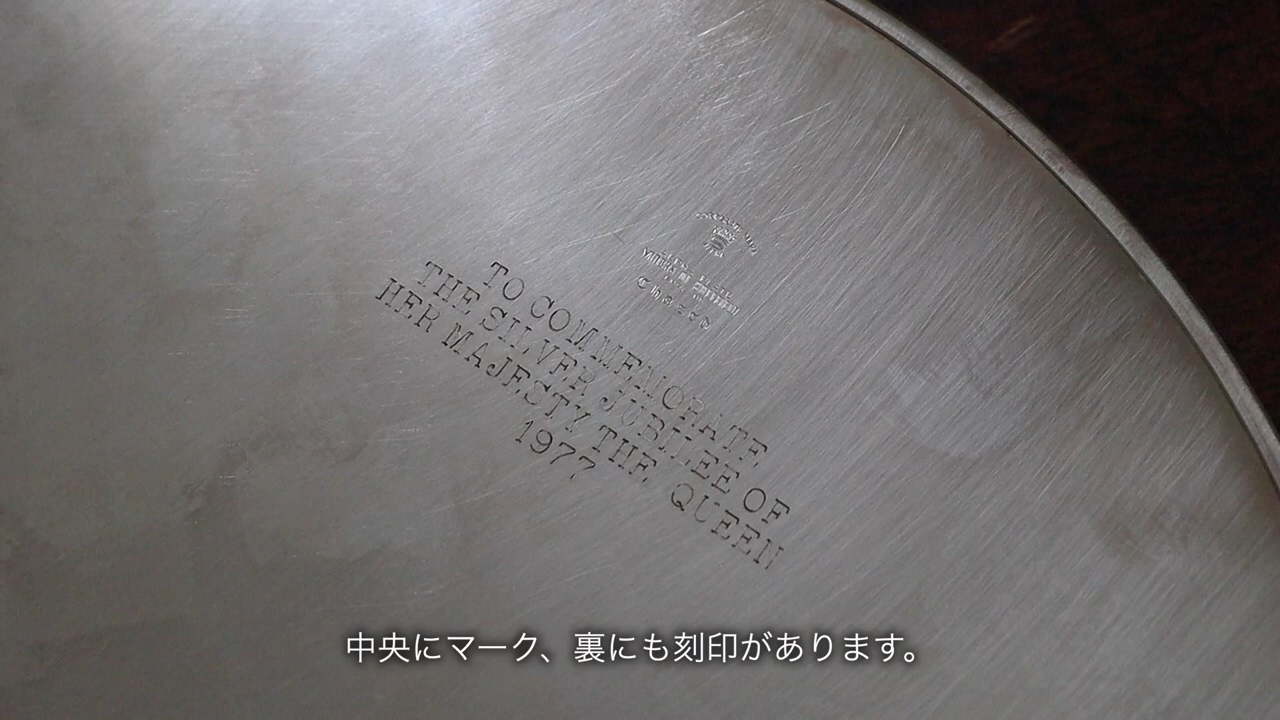 TO COMMEMORATE
THE SILVER JUBILEE OF
HER MAJESTY THE QUEEN
1977
中央にマーク、裏にも刻印があります。